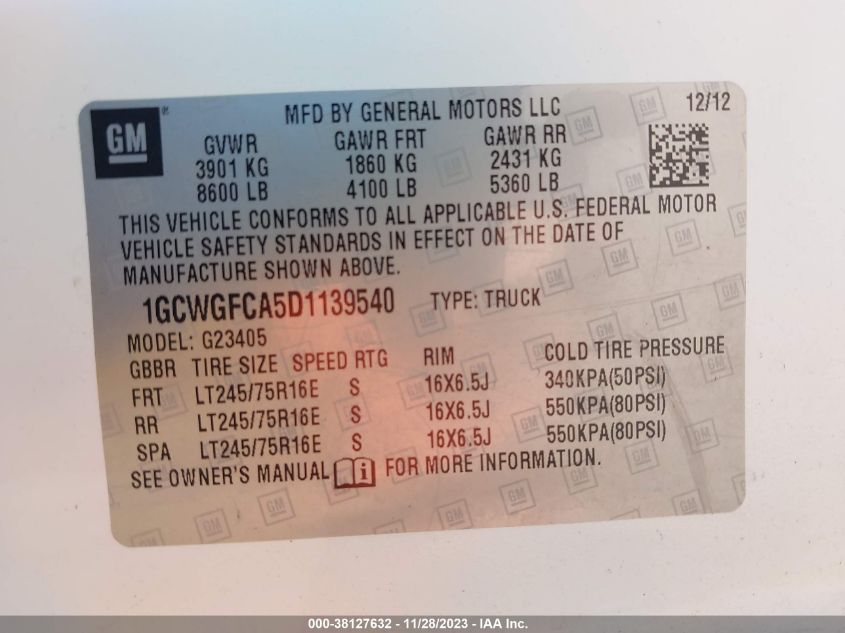 GM ®
MFD BY GENERAL MOTORS LLC 12/12
GVWR GAWR FRT GAWR RR
3901 KG 1860 KG 2431 KG
8600 LB 4100 LB 5360 LB
THIS VEHICLE CONFORMS TO ALL APPLICABLE U.S. FEDERAL MOTOR
VEHICLE SAFETY STANDARDS IN EFFECT ON THE DATE OF
MANUFACTURE SHOWN ABOVE.
1GCWGFCA5D1139540 TYPE: TRUCK
MODEL: G23405
GBBR TIRE SIZE SPEED RTG RIM COLD TIRE PRESSURE
FRT LT245/75R16E S 16X6.5J 340KPA(50PSI)
RR LT245/75R16E S 16X6.5J 550KPA(80PSI)
SPA LT245/75R16E S 16X6.5J 550KPA(80PSI)
SEE OWNER'S MANUAL i FOR MORE INFORMATION.
000-38127632 - 11/28/2023 - IAA Inc.